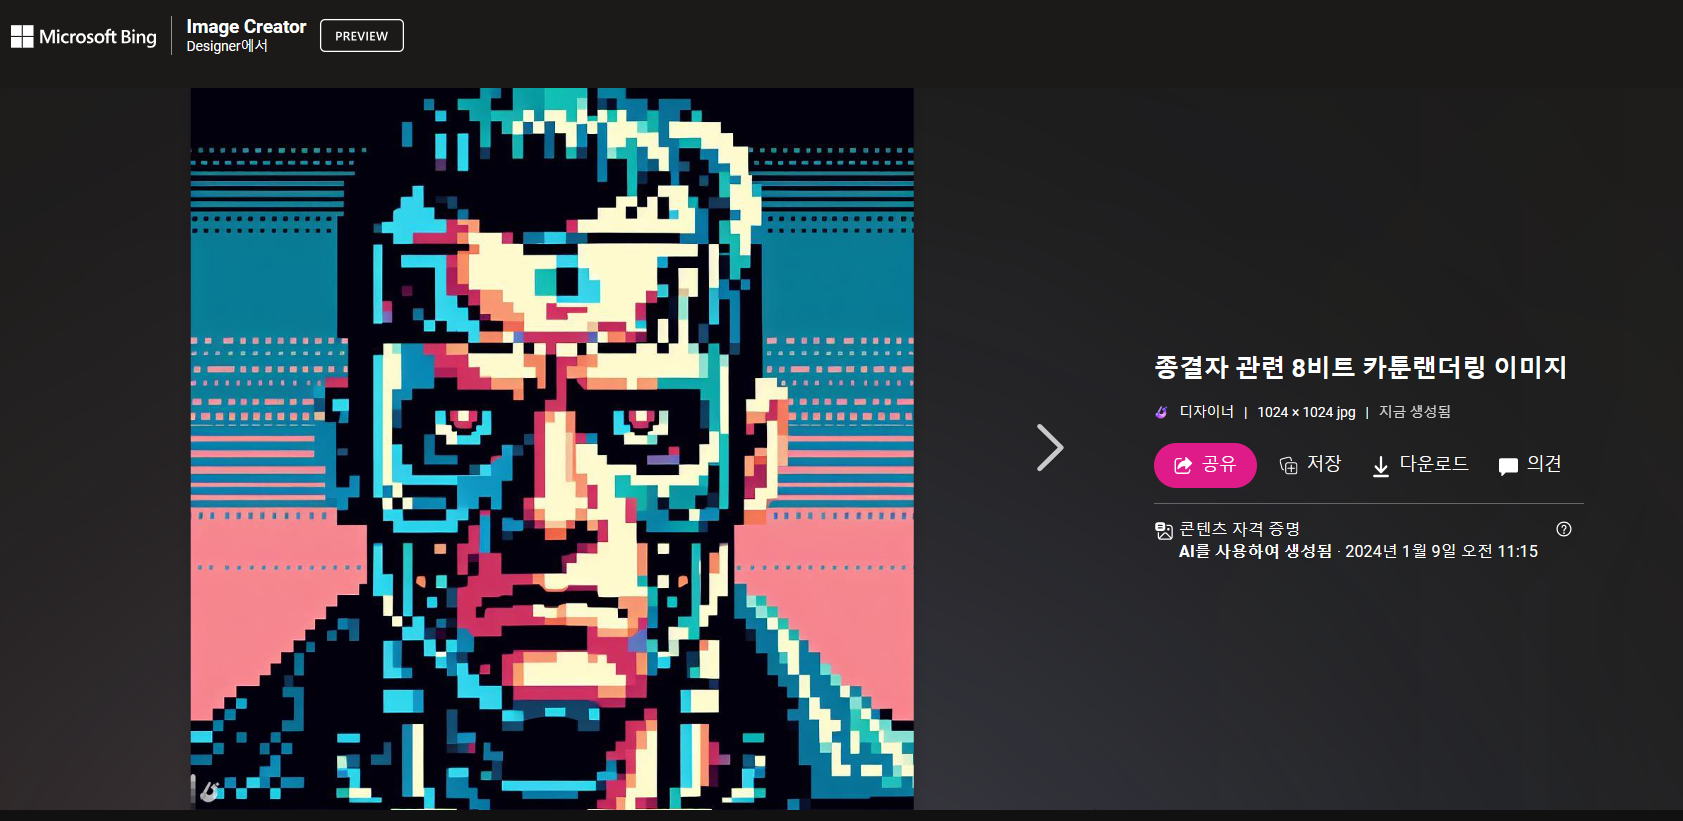 Microsoft Bing
Image Creator
Designer에서
PREVIEW
종결자 관련 8비트 카툰랜더링 이미지
디자이너 | 1024 × 1024 jpg | 지금 생성됨
공유 저장 다운로드 의견
콘텐츠 자격 증명
AI를 사용하여 생성됨 · 2024년 1월 9일 오전 11:15